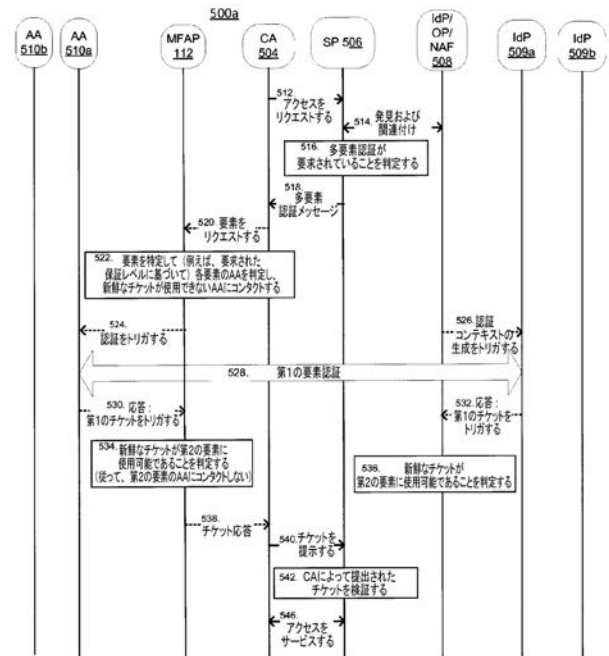 500a
AA
510b
AA
510a
MFAP
112
CA
504
SP 506
IdP/
OP/
NAF
508
IdP
509a
IdP
509b
512.
アクセスを
リクエストする
514. 発見および
関連付け
516. 多要素認証が
要求されていることを判定する
518.
多要素
認証メッセージ
520. 要素を
リクエストする
522. 要素を特定して(例えば、要求された
保証レベルに基づいて)各要素のAAを判定し、
新鮮なチケットが使用できないAAにコンタクトする
524.
認証をトリガする
526. 認証
コンテキストの
生成をトリガする
528. 第1の要素認証
530. 応答:
第1のチケットをトリガする
532. 応答:
第1のチケットを
トリガする
534. 新鮮なチケットが第2の要素に
使用可能であることを判定する
(従って、第2の要素のAAにコンタクトしない)
536. 新鮮なチケットが
第2の要素に使用可能であることを判定する
538.
チケット応答
540. チケットを
提示する
542. CAによって提出された
チケットを検証する
546.
アクセスを
サービスする